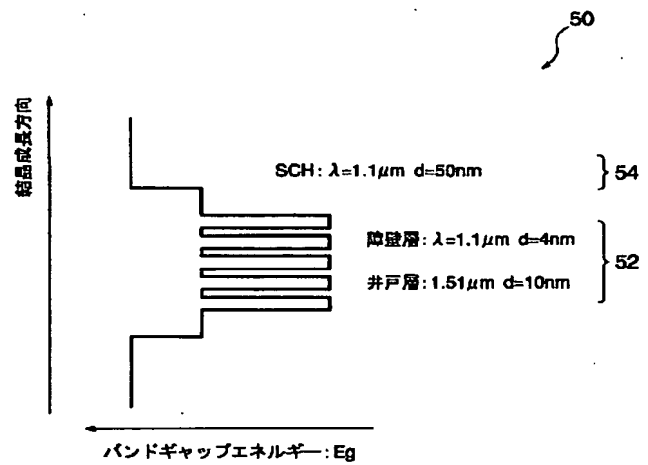 50
結晶成長方向
SCH: λ=1.1μm d=50nm
54
障壁層: λ=1.1μm d=4nm
52
井戸層: 1.51μm d=10nm
バンドギャップエネルギー: Eg